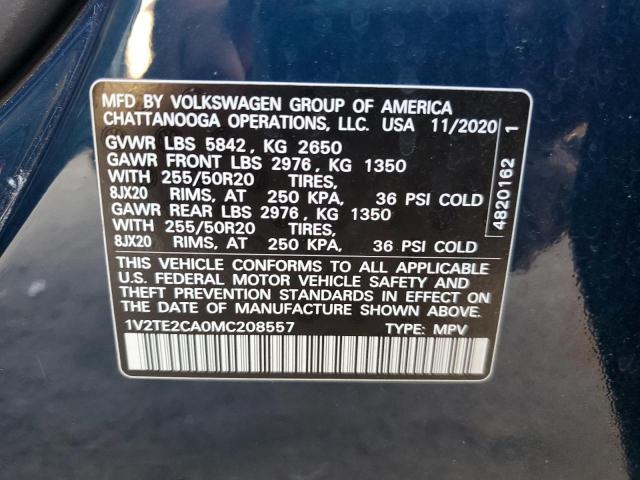 MFD BY VOLKSWAGEN GROUP OF AMERICA
CHATTANOOGA OPERATIONS, LLC. USA 11/2020
GVWR LBS 5842, KG 2650
GAWR FRONT LBS 2976, KG 1350
WITH 255/50R20 TIRES,
8JX20 RIMS, AT 250 KPA, 36 PSI COLD
GAWR REAR LBS 2976, KG 1350
WITH 255/50R20 TIRES,
8JX20 RIMS, AT 250 KPA, 36 PSI COLD
THIS VEHICLE CONFORMS TO ALL APPLICABLE
U.S. FEDERAL MOTOR VEHICLE SAFETY AND
THEFT PREVENTION STANDARDS IN EFFECT ON
THE DATE OF MANUFACTURE SHOWN ABOVE.
1V2TE2CA0MC208557 TYPE: MPV
4820162 1